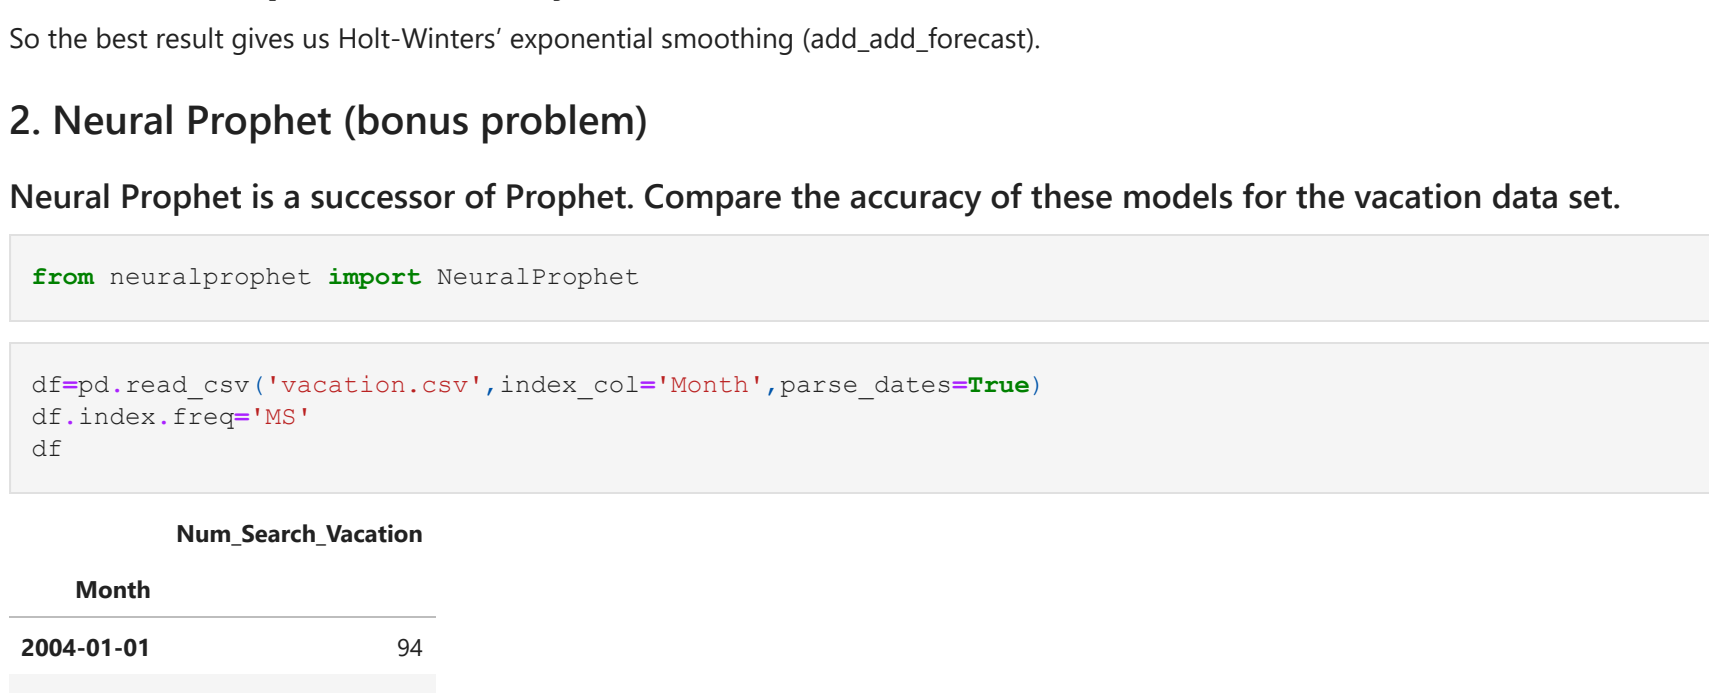 So the best result gives us Holt-Winters’ exponential smoothing (add_add_forecast).
2. Neural Prophet (bonus problem)
Neural Prophet is a successor of Prophet. Compare the accuracy of these models for the vacation data set.
from neuralprophet import NeuralProphet
df=pd.read_csv('vacation.csv',index_col='Month',parse_dates=True)
df.index.freq='MS'
df
Num_Search_Vacation
Month
2004-01-01 94